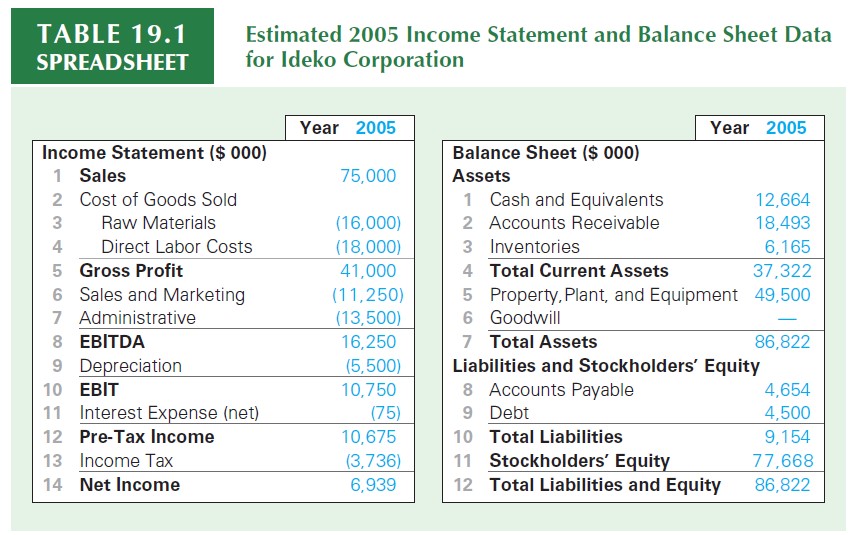 TABLE 19.1
SPREADSHEET
Estimated 2005 Income Statement and Balance Sheet Data
for Ideko Corporation
Year 2005
Income Statement ($ 000)
1 Sales 75,000
2 Cost of Goods Sold
3 Raw Materials (16,000)
4 Direct Labor Costs (18,000)
5 Gross Profit 41,000
6 Sales and Marketing (11,250)
7 Administrative (13,500)
8 EBİTDA 16,250
9 Depreciation (5,500)
10 EBİT 10,750
11 Interest Expense (net) (75)
12 Pre-Tax Income 10,675
13 Income Tax (3,736)
14 Net Income 6,939
Year 2005
Balance Sheet ($ 000)
Assets
1 Cash and Equivalents 12,664
2 Accounts Receivable 18,493
3 Inventories 6,165
4 Total Current Assets 37,322
5 Property, Plant, and Equipment 49,500
6 Goodwill —
7 Total Assets 86,822
Liabilities and Stockholders’ Equity
8 Accounts Payable 4,654
9 Debt 4,500
10 Total Liabilities 9,154
11 Stockholders’ Equity 77,668
12 Total Liabilities and Equity 86,822